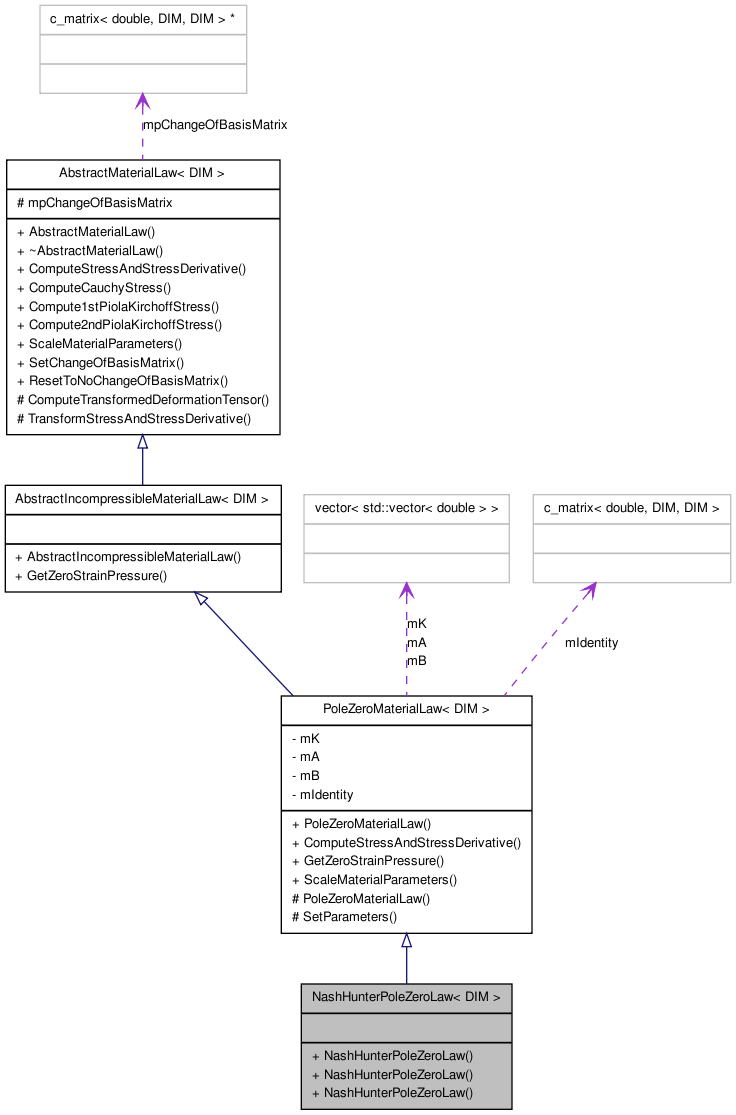 c_matrix< double, DIM, DIM > *
mpChangeOfBasisMatrix
AbstractMaterialLaw< DIM >
# mpChangeOfBasisMatrix
+ AbstractMaterialLaw()
+ ~AbstractMaterialLaw()
+ ComputeStressAndStressDerivative()
+ ComputeCauchyStress()
+ Compute1stPiolaKirchoffStress()
+ Compute2ndPiolaKirchoffStress()
+ ScaleMaterialParameters()
+ SetChangeOfBasisMatrix()
+ ResetToNoChangeOfBasisMatrix()
# ComputeTransformedDeformationTensor()
# TransformStressAndStressDerivative()
AbstractIncompressibleMaterialLaw< DIM >
+ AbstractIncompressibleMaterialLaw()
+ GetZeroStrainPressure()
vector< std::vector< double > >
c_matrix< double, DIM, DIM >
mK
mA
mB
mIdentity
PoleZeroMaterialLaw< DIM >
- mK
- mA
- mB
- mIdentity
+ PoleZeroMaterialLaw()
+ ComputeStressAndStressDerivative()
+ GetZeroStrainPressure()
+ ScaleMaterialParameters()
# PoleZeroMaterialLaw()
# SetParameters()
NashHunterPoleZeroLaw< DIM >
+ NashHunterPoleZeroLaw()
+ NashHunterPoleZeroLaw()
+ NashHunterPoleZeroLaw()